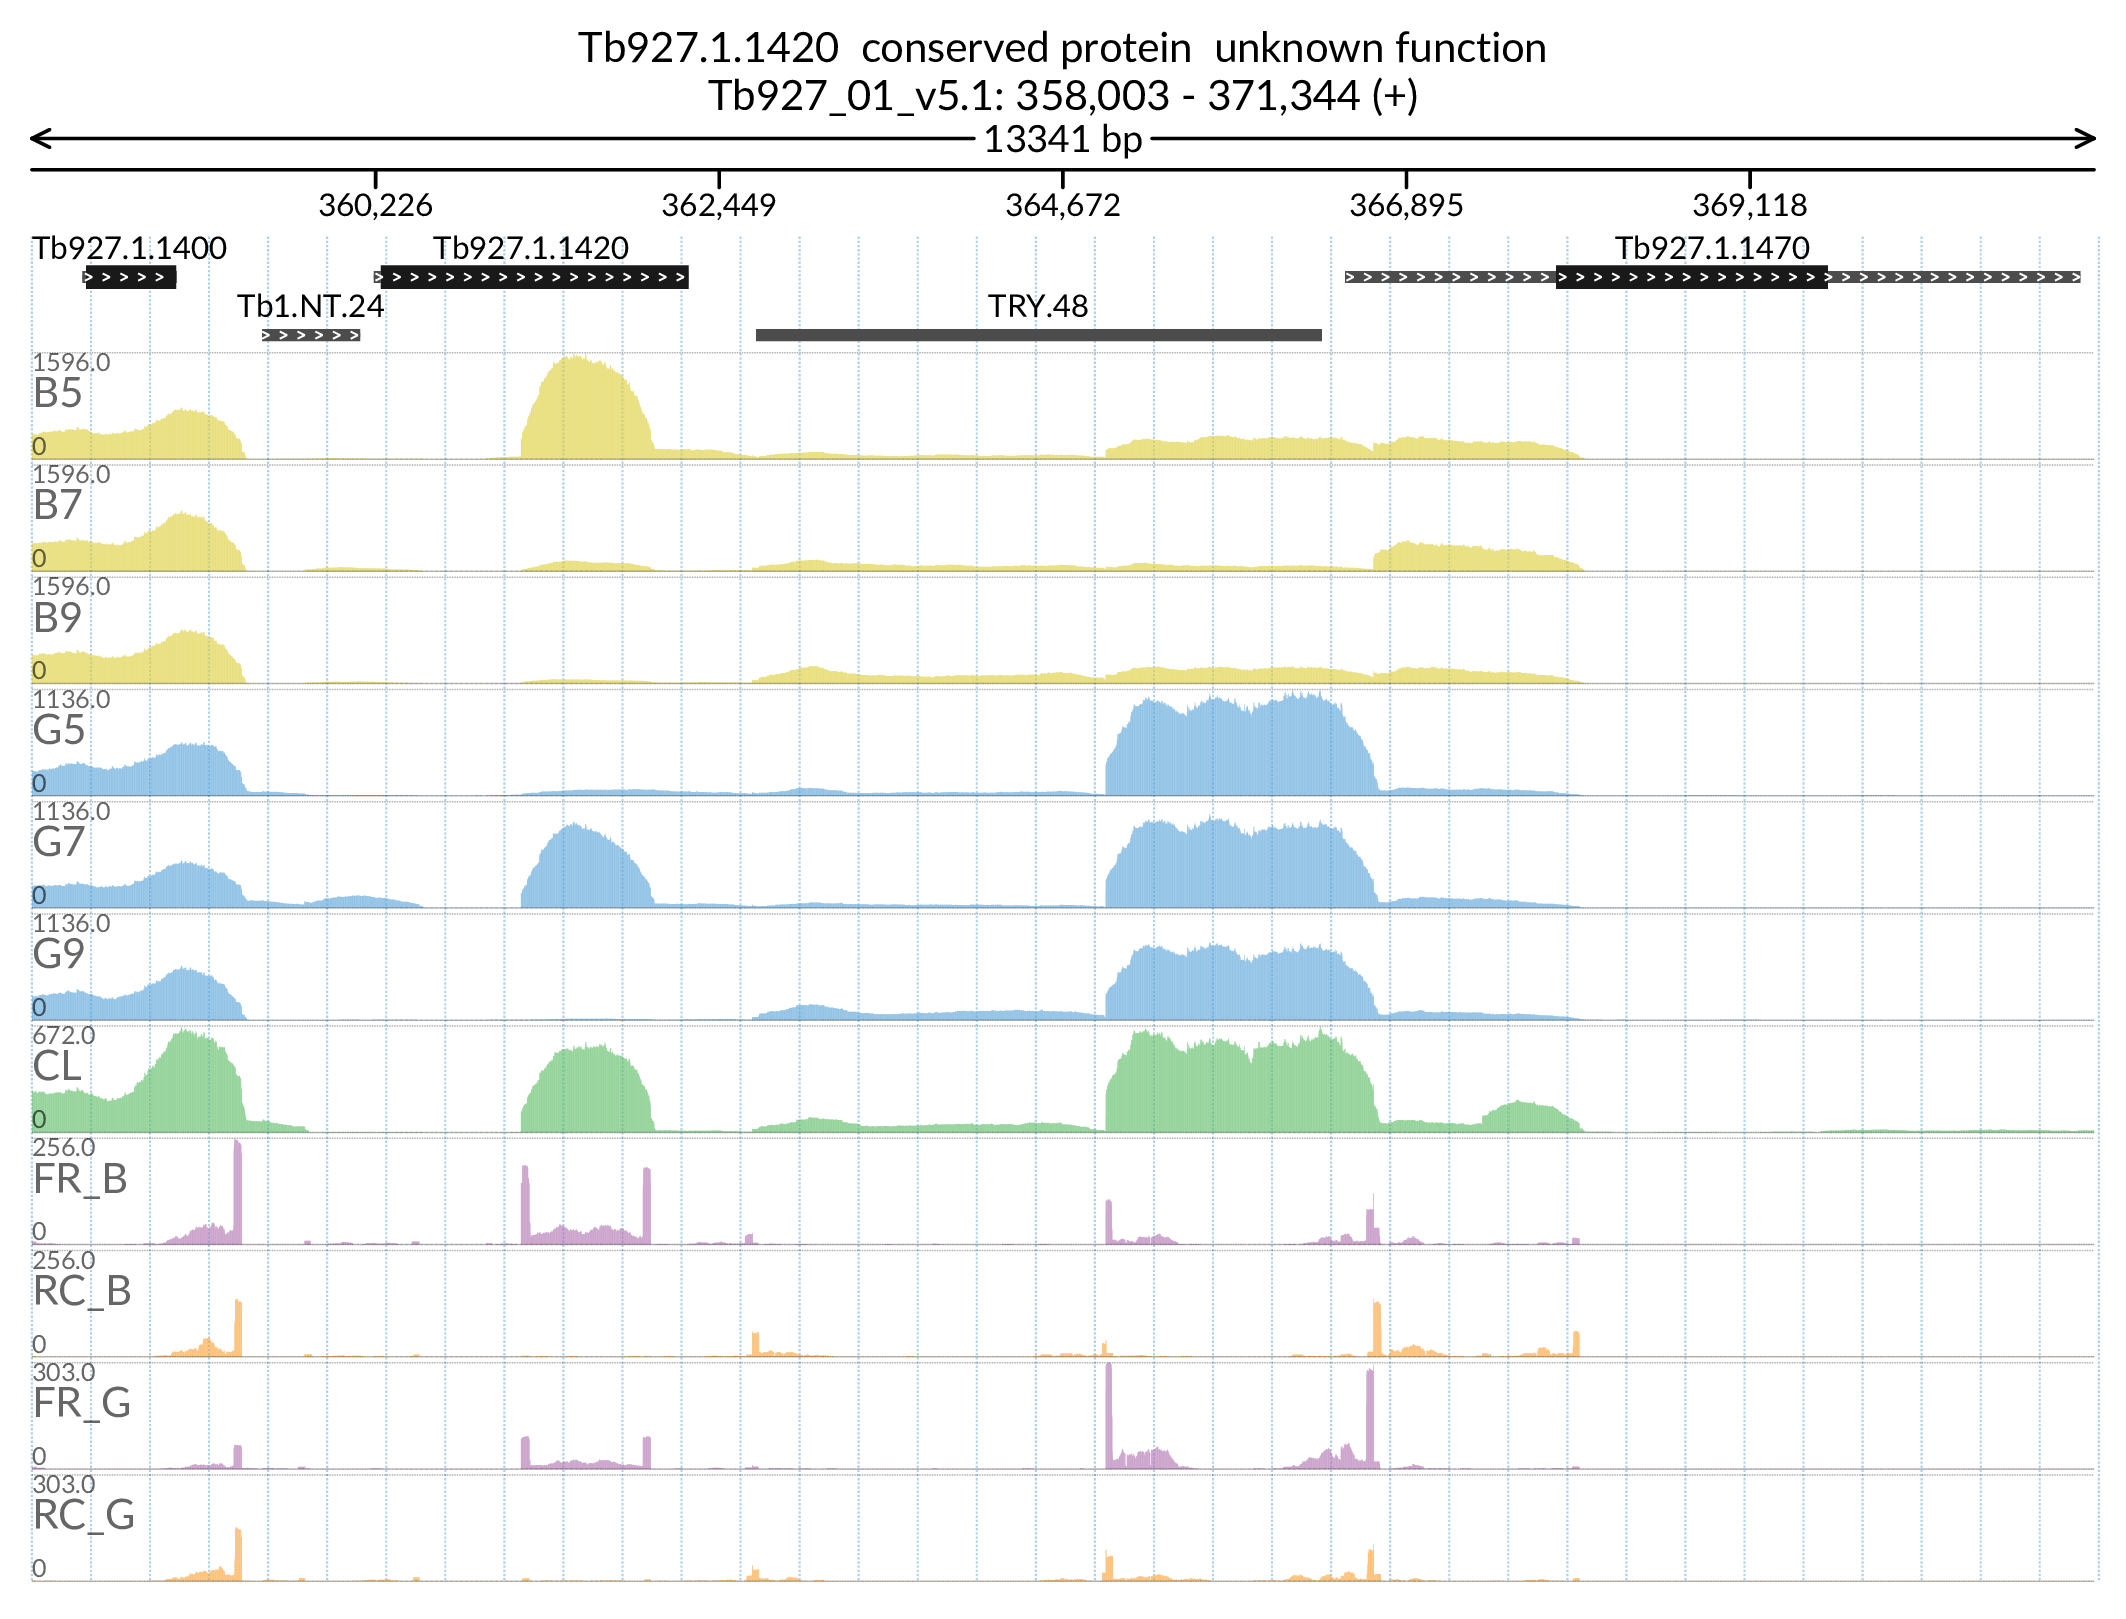 Tb927.1.1420  conserved protein  unknown function
Tb927_01_v5.1: 358,003 - 371,344 (+)
13341 bp
360,226 362,449 364,672 366,895 369,118
Tb927.1.1400 Tb927.1.1420 Tb927.1.1470
Tb1.NT.24 TRY.48
1596.0
B5
0
1596.0
B7
0
1596.0
B9
0
1136.0
G5
0
1136.0
G7
0
1136.0
G9
0
672.0
CL
0
256.0
FR_B
0
256.0
RC_B
0
303.0
FR_G
0
303.0
RC_G
0